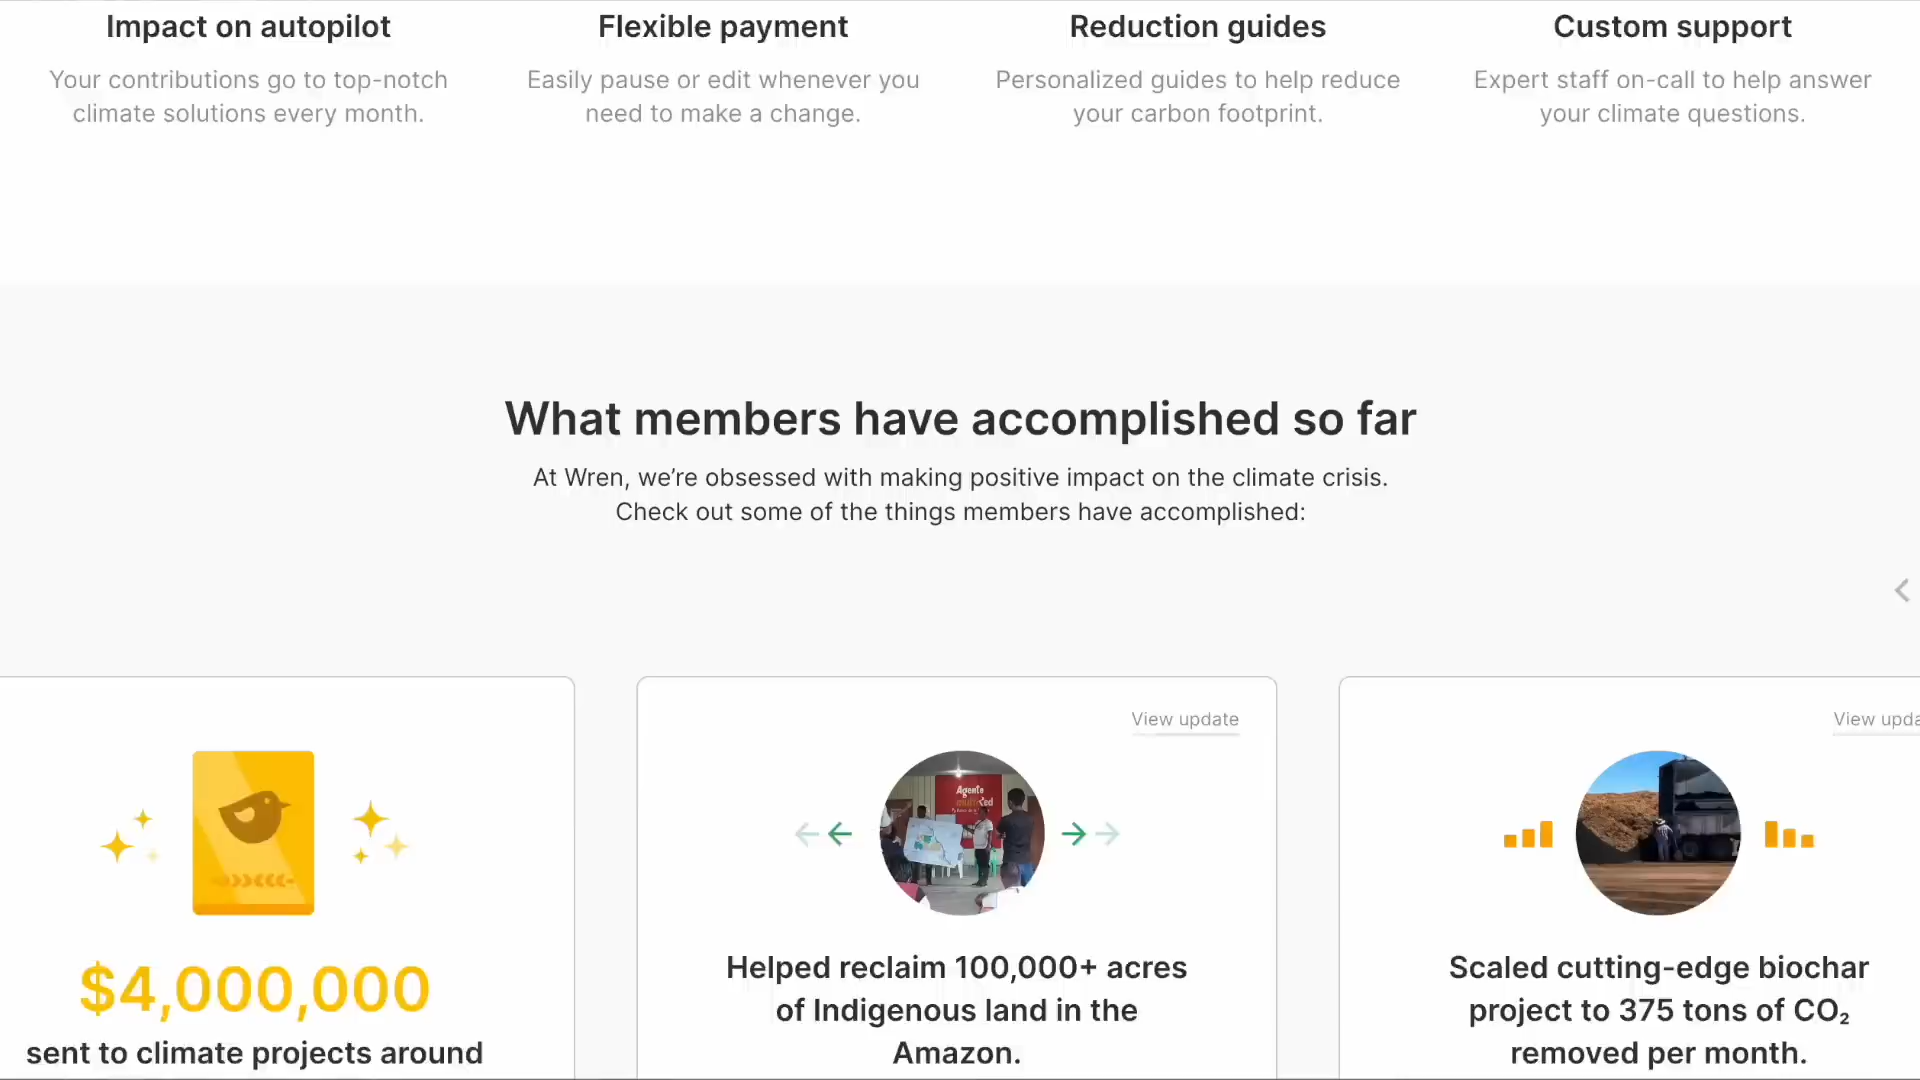 Impact on autopilot
Your contributions go to top-notch
climate solutions every month.
Flexible payment
Easily pause or edit whenever you
need to make a change.
Reduction guides
Personalized guides to help reduce
your carbon footprint.
Custom support
Expert staff on-call to help answer
your climate questions.
What members have accomplished so far
At Wren, we’re obsessed with making positive impact on the climate crisis.
Check out some of the things members have accomplished:
$4,000,000
sent to climate projects around
View update
Agente
Helped reclaim 100,000+ acres
of Indigenous land in the
Amazon.
View upda
Scaled cutting-edge biochar
project to 375 tons of CO₂
removed per month.